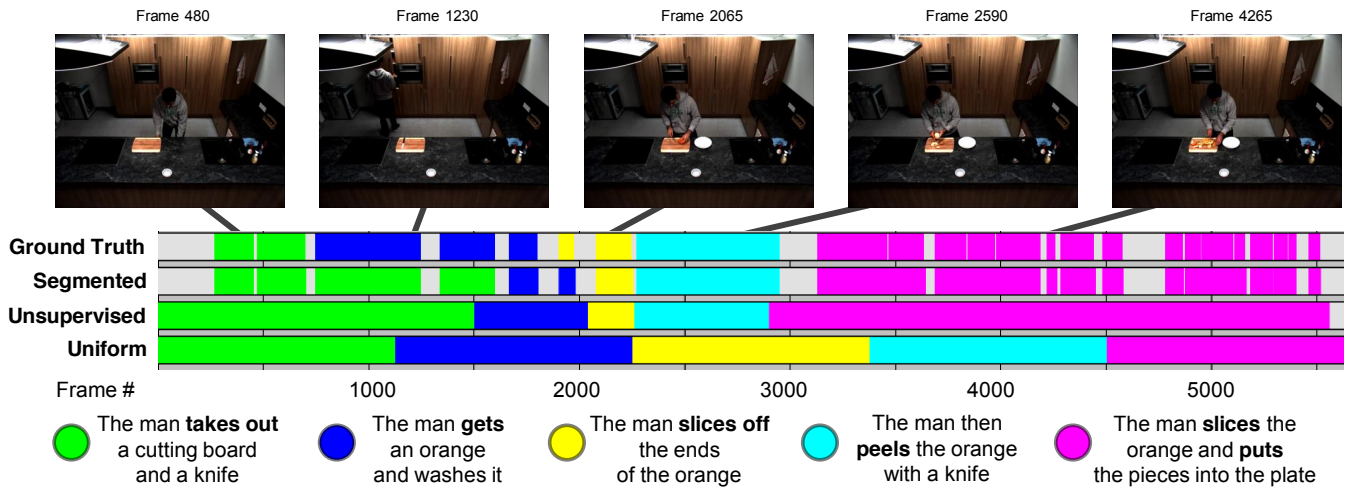 Frame 480
Frame 1230
Frame 2065
Frame 2590
Frame 4265
Ground Truth
Segmented
Unsupervised
Uniform
Frame #
1000
2000
3000
4000
5000
The man takes out
a cutting board
and a knife
The man gets
an orange
and washes it
The man slices off
the ends
of the orange
The man then
peels the orange
with a knife
The man slices the
orange and puts
the pieces into the plate